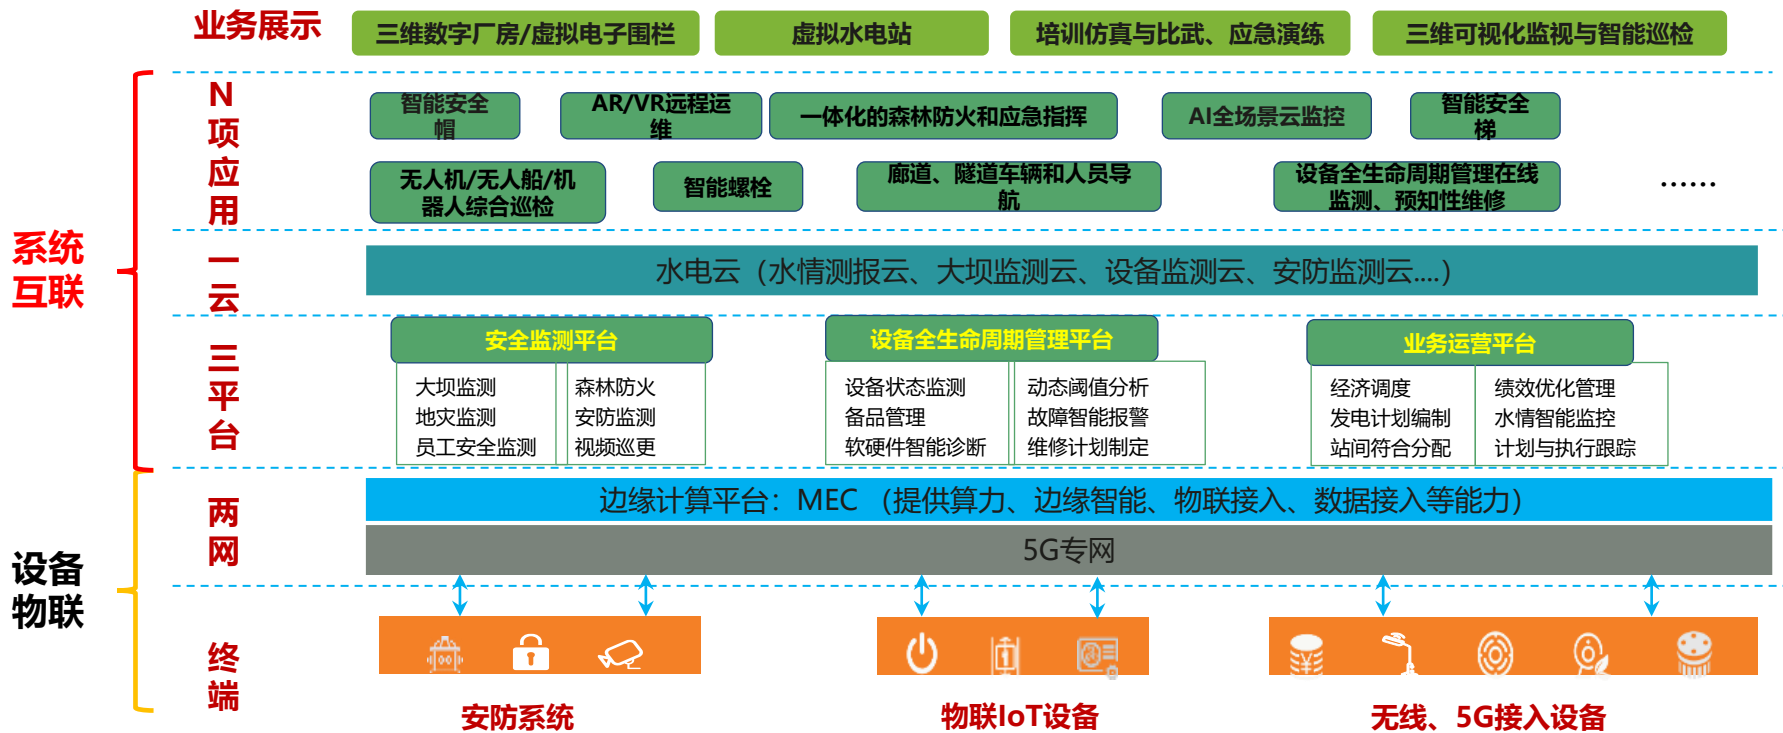 业务展示
三维数字厂房/虚拟电子围栏
虚拟水电站
培训仿真与比武、应急演练
三维可视化监视与智能巡检
N项应用
智能安全
帽
AR/VR远程运
维
一体化的森林防火和应急指挥
AI全场景云监控
智能安全
梯
无人机/无人船/机
器人综合巡检
智能螺栓
廊道、隧道车辆和人员导
航
设备全生命周期管理在线
监测、预知性维修
······
系统
互联
一云
水电云（水情测报云、大坝监测云、设备监测云、安防监测云....）
三平台
安全监测平台
大坝监测
地灾监测
员工安全监测
森林防火
安防监测
视频巡更
设备全生命周期管理平台
设备状态监测
备品管理
软硬件智能诊断
动态阈值分析
故障智能报警
维修计划制定
业务运营平台
经济调度
发电计划编制
站间符合分配
绩效优化管理
水情智能监控
计划与执行跟踪
设备
物联
两网
边缘计算平台：MEC （提供算力、边缘智能、物联接入、数据接入等能力）
5G专网
终端
安防系统
物联IoT设备
无线、5G接入设备